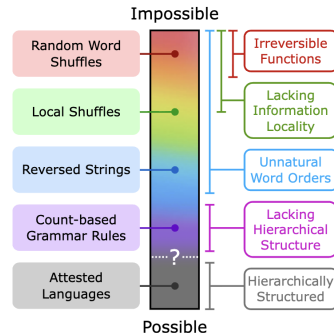 Impossible
Random Word
Shuffles
Irreversible
Functions
Local Shuffles
Lacking
Information
Locality
Reversed Strings
Unnatural
Word Orders
Count-based
Grammar Rules
Lacking
Hierarchical
Structure
?
Attested
Languages
Hierarchically
Structured
Possible